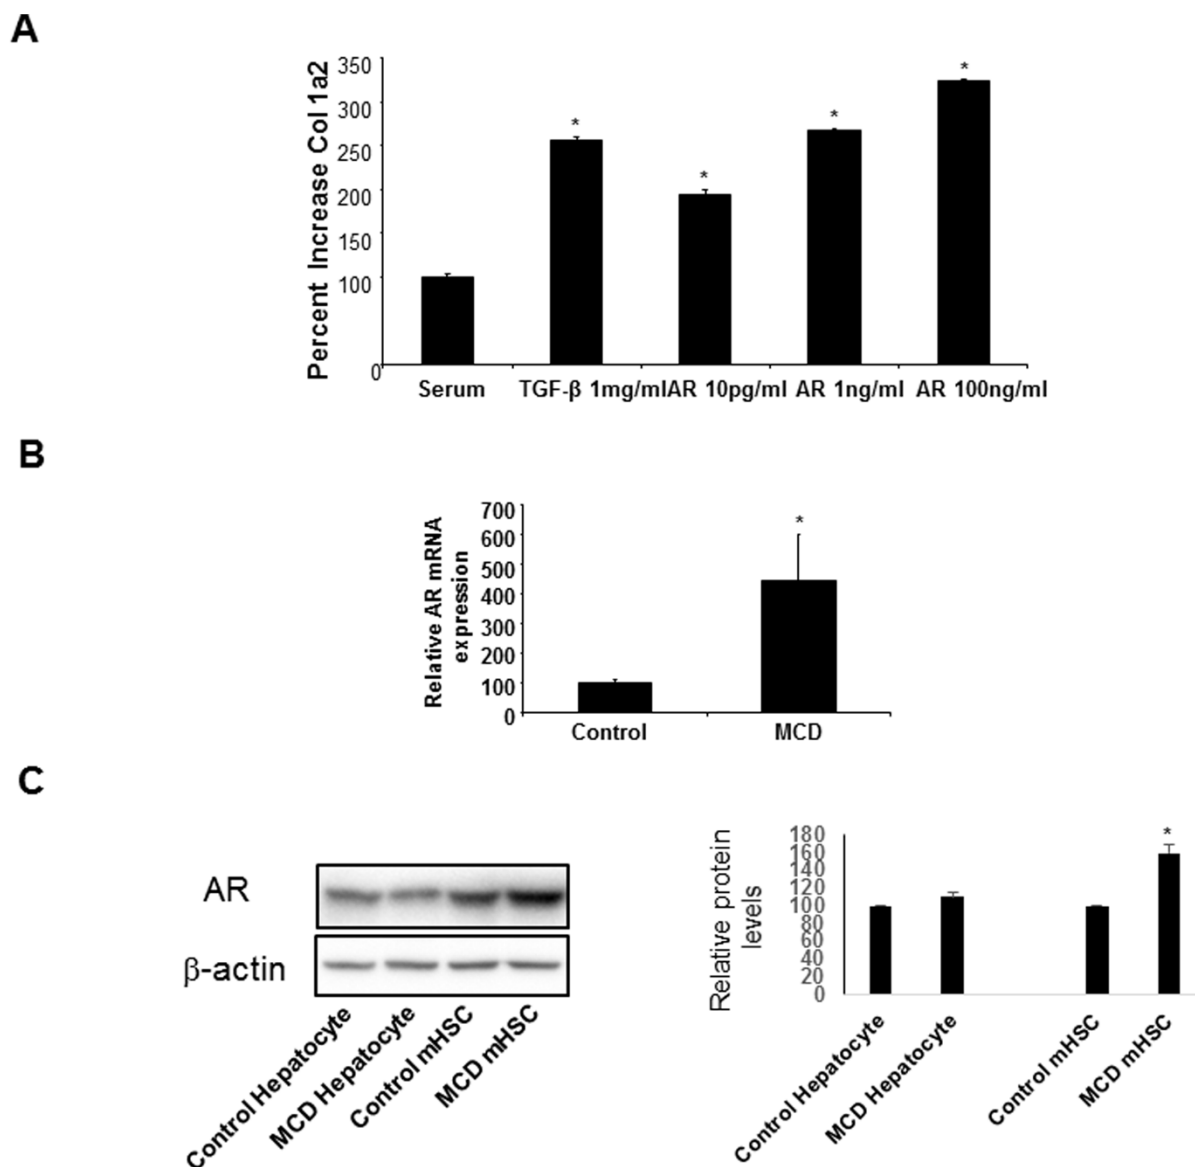 A
Percent Increase Col 1a2
350
300
250
200
150
100
0
*
*
*
*
Serum
TGF-β 1mg/ml
AR 10pg/ml
AR 1ng/ml
AR 100ng/ml
B
Relative AR mRNA
expression
700
600
500
400
300
200
100
0
*
Control
MCD
C
AR
β-actin
Control Hepatocyte
MCD Hepatocyte
Control mHSC
MCD mHSC
Relative protein
levels
180
160
140
120
100
80
60
40
20
0
*
Control Hepatocyte
MCD Hepatocyte
Control mHSC
MCD mHSC